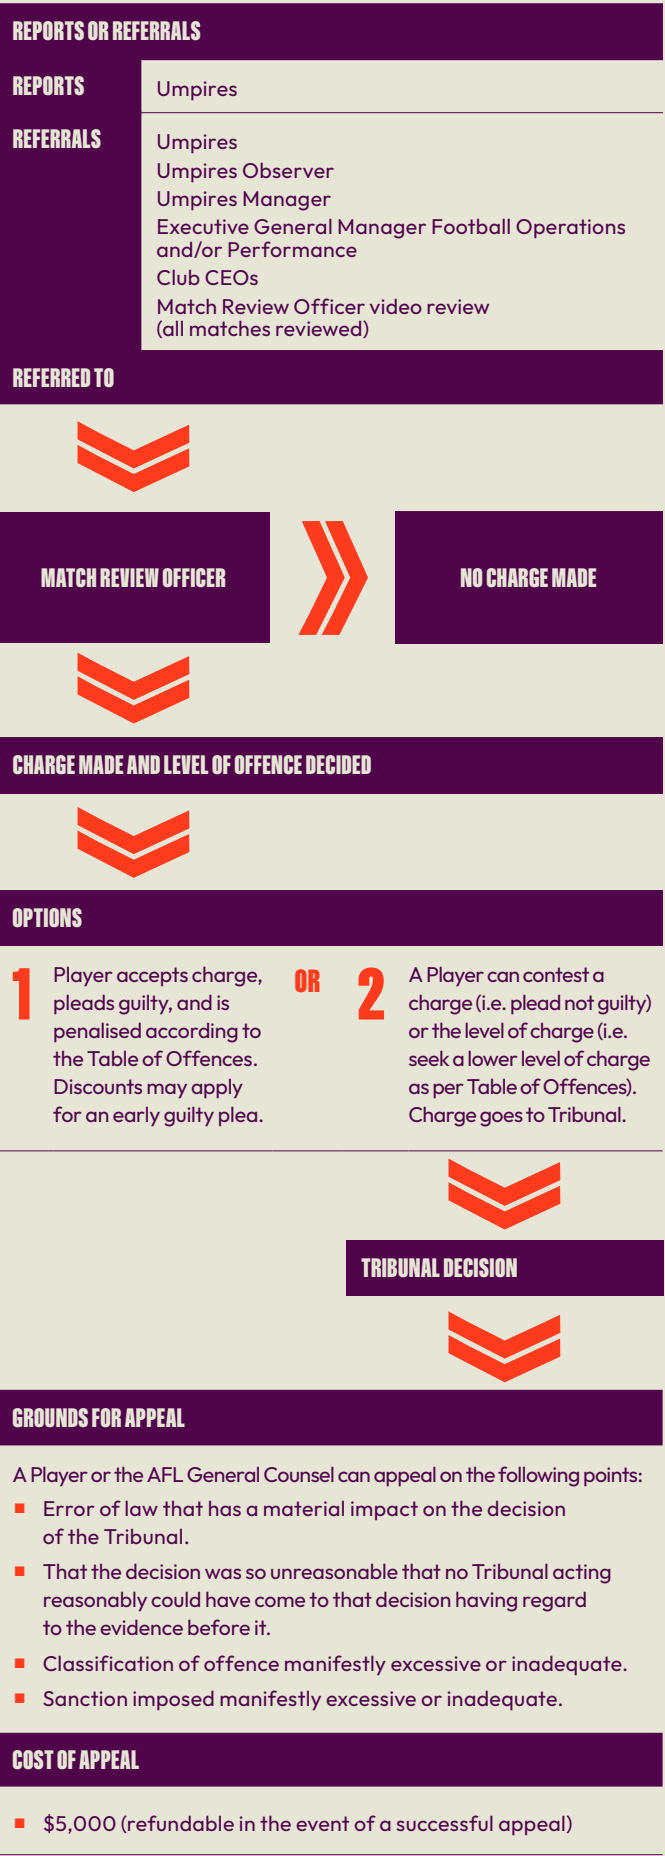 REPORTS OR REFERRALS
REPORTS
Umpires
REFERRALS
Umpires
Umpires Observer
Umpires Manager
Executive General Manager Football Operations
and/or Performance
Club CEOs
Match Review Officer video review
(all matches reviewed)
REFERRED TO
MATCH REVIEW OFFICER
NO CHARGE MADE
CHARGE MADE AND LEVEL OF OFFENCE DECIDED
OPTIONS
1
Player accepts charge,
pleads guilty, and is
penalised according to
the Table of Offences.
Discounts may apply
for an early guilty plea.
OR
2
A Player can contest a
charge (i.e. plead not guilty)
or the level of charge (i.e.
seek a lower level of charge
as per Table of Offences).
Charge goes to Tribunal.
TRIBUNAL DECISION
GROUNDS FOR APPEAL
A Player or the AFL General Counsel can appeal on the following points:
Error of law that has a material impact on the decision
of the Tribunal.
That the decision was so unreasonable that no Tribunal acting
reasonably could have come to that decision having regard
to the evidence before it.
Classification of offence manifestly excessive or inadequate.
Sanction imposed manifestly excessive or inadequate.
COST OF APPEAL
$5,000 (refundable in the event of a successful appeal)